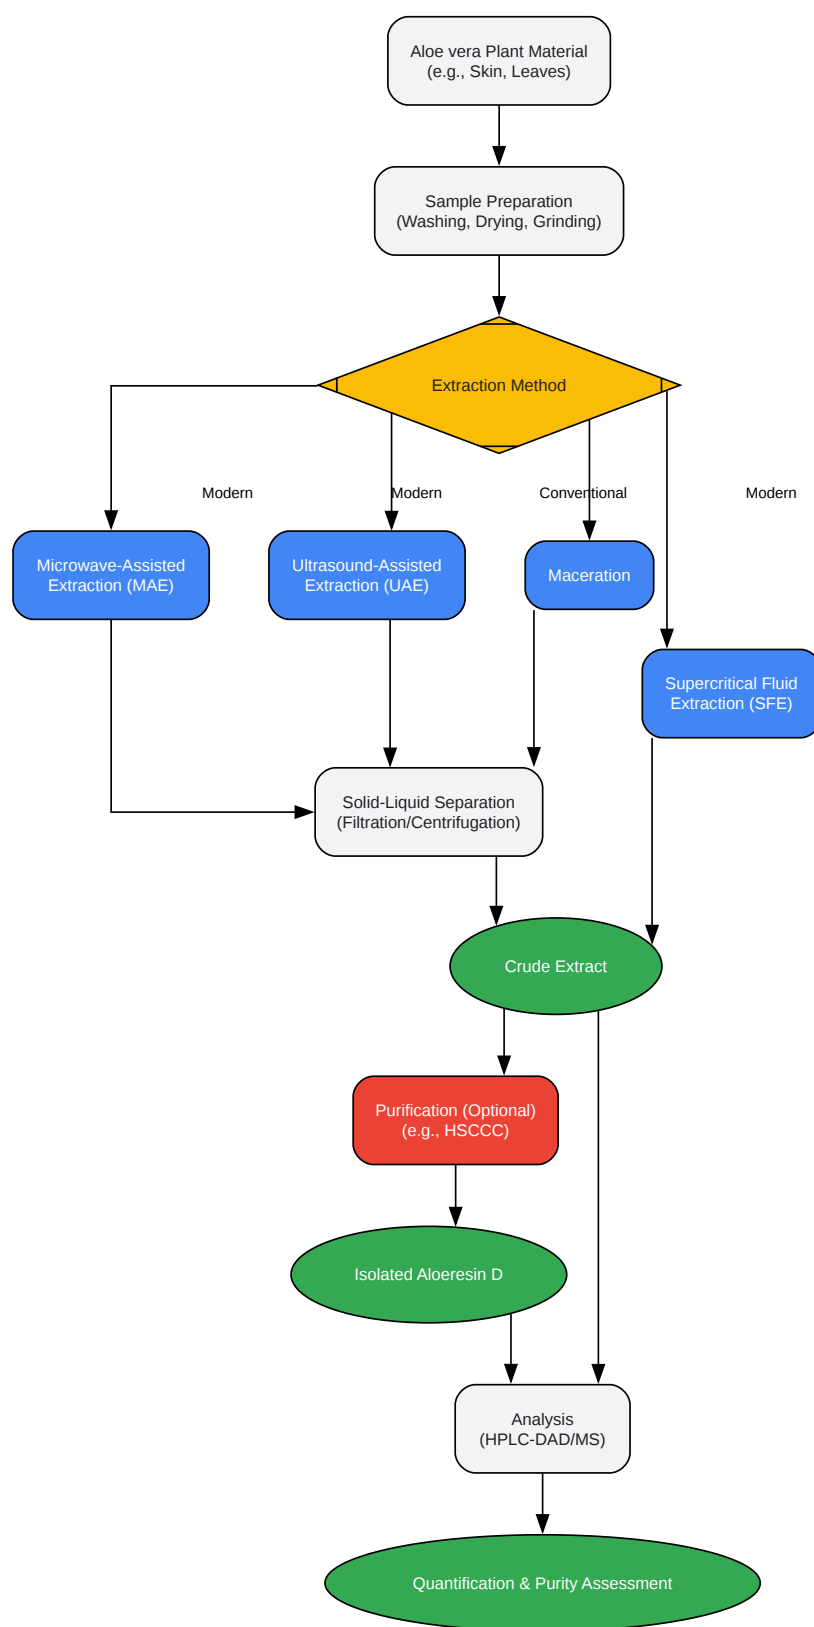 Aloe vera Plant Material
(e.g., Skin, Leaves)
Sample Preparation
(Washing, Drying, Grinding)
Extraction Method
Modern
Modern
Conventional
Modern
Microwave-Assisted
Extraction (MAE)
Ultrasound-Assisted
Extraction (UAE)
Maceration
Supercritical Fluid
Extraction (SFE)
Solid-Liquid Separation
(Filtration/Centrifugation)
Crude Extract
Purification (Optional)
(e.g., HSCCC)
Isolated Aloeresin D
Analysis
(HPLC-DAD/MS)
Quantification & Purity Assessment